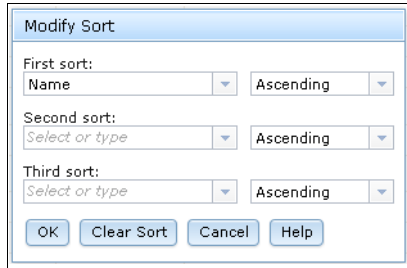 Modify Sort
First sort:
Name Ascending
Second sort:
Select or type Ascending
Third sort:
Select or type Ascending
OK Clear Sort Cancel Help